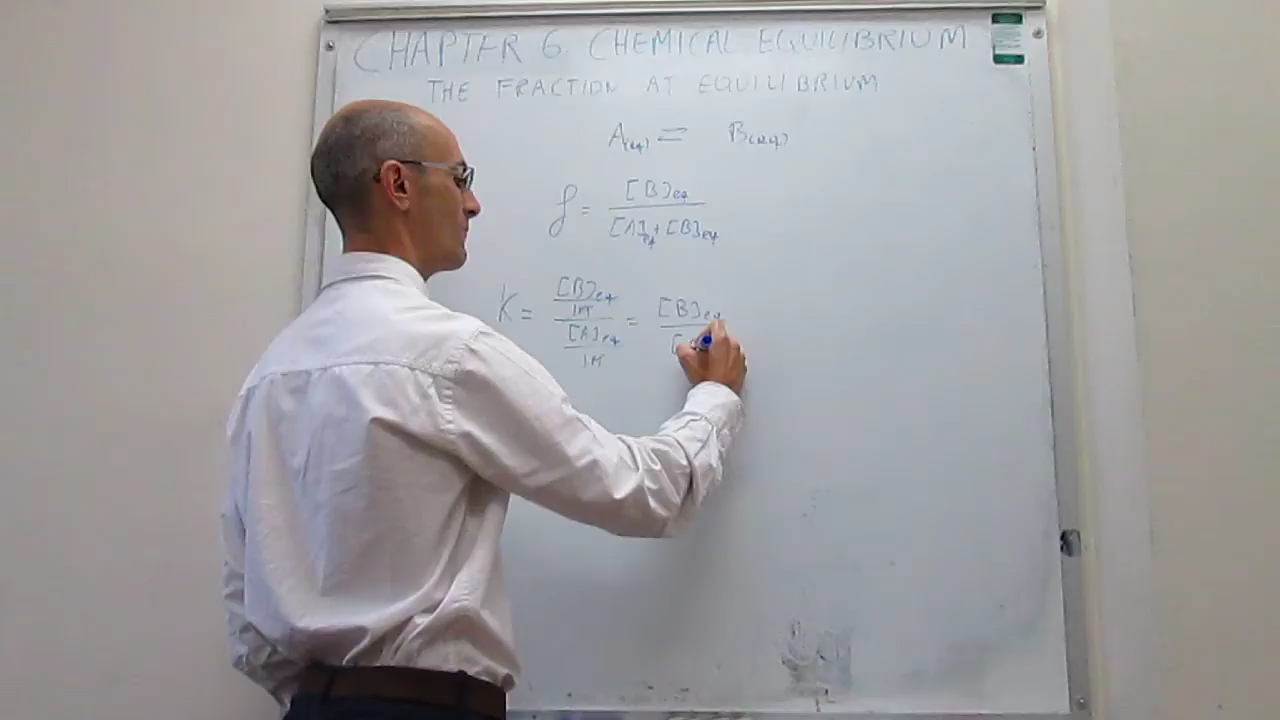 CHAPTER 6. CHEMICAL EQUILIBRIUM
THE FRACTION AT EQUILIBRIUM
A(aq) = B(aq)
f = [B]eq / [A]eq + [B]eq
K = [B]eq / 1M / [A]eq / 1M = [B]eq / [